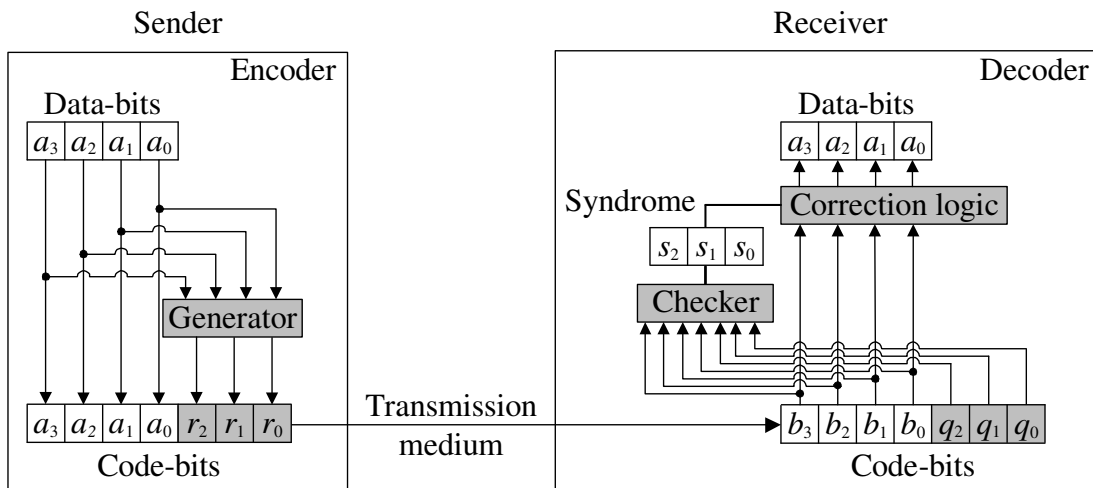 Sender
Receiver
Encoder
Decoder
Data-bits
Data-bits
a₃ a₂ a₁ a₀
a₃ a₂ a₁ a₀
Syndrome
Correction logic
s₂ s₁ s₀
Generator
Checker
a₃ a₂ a₁ a₀ r₂ r₁ r₀
Transmission
medium
b₃ b₂ b₁ b₀ q₂ q₁ q₀
Code-bits
Code-bits